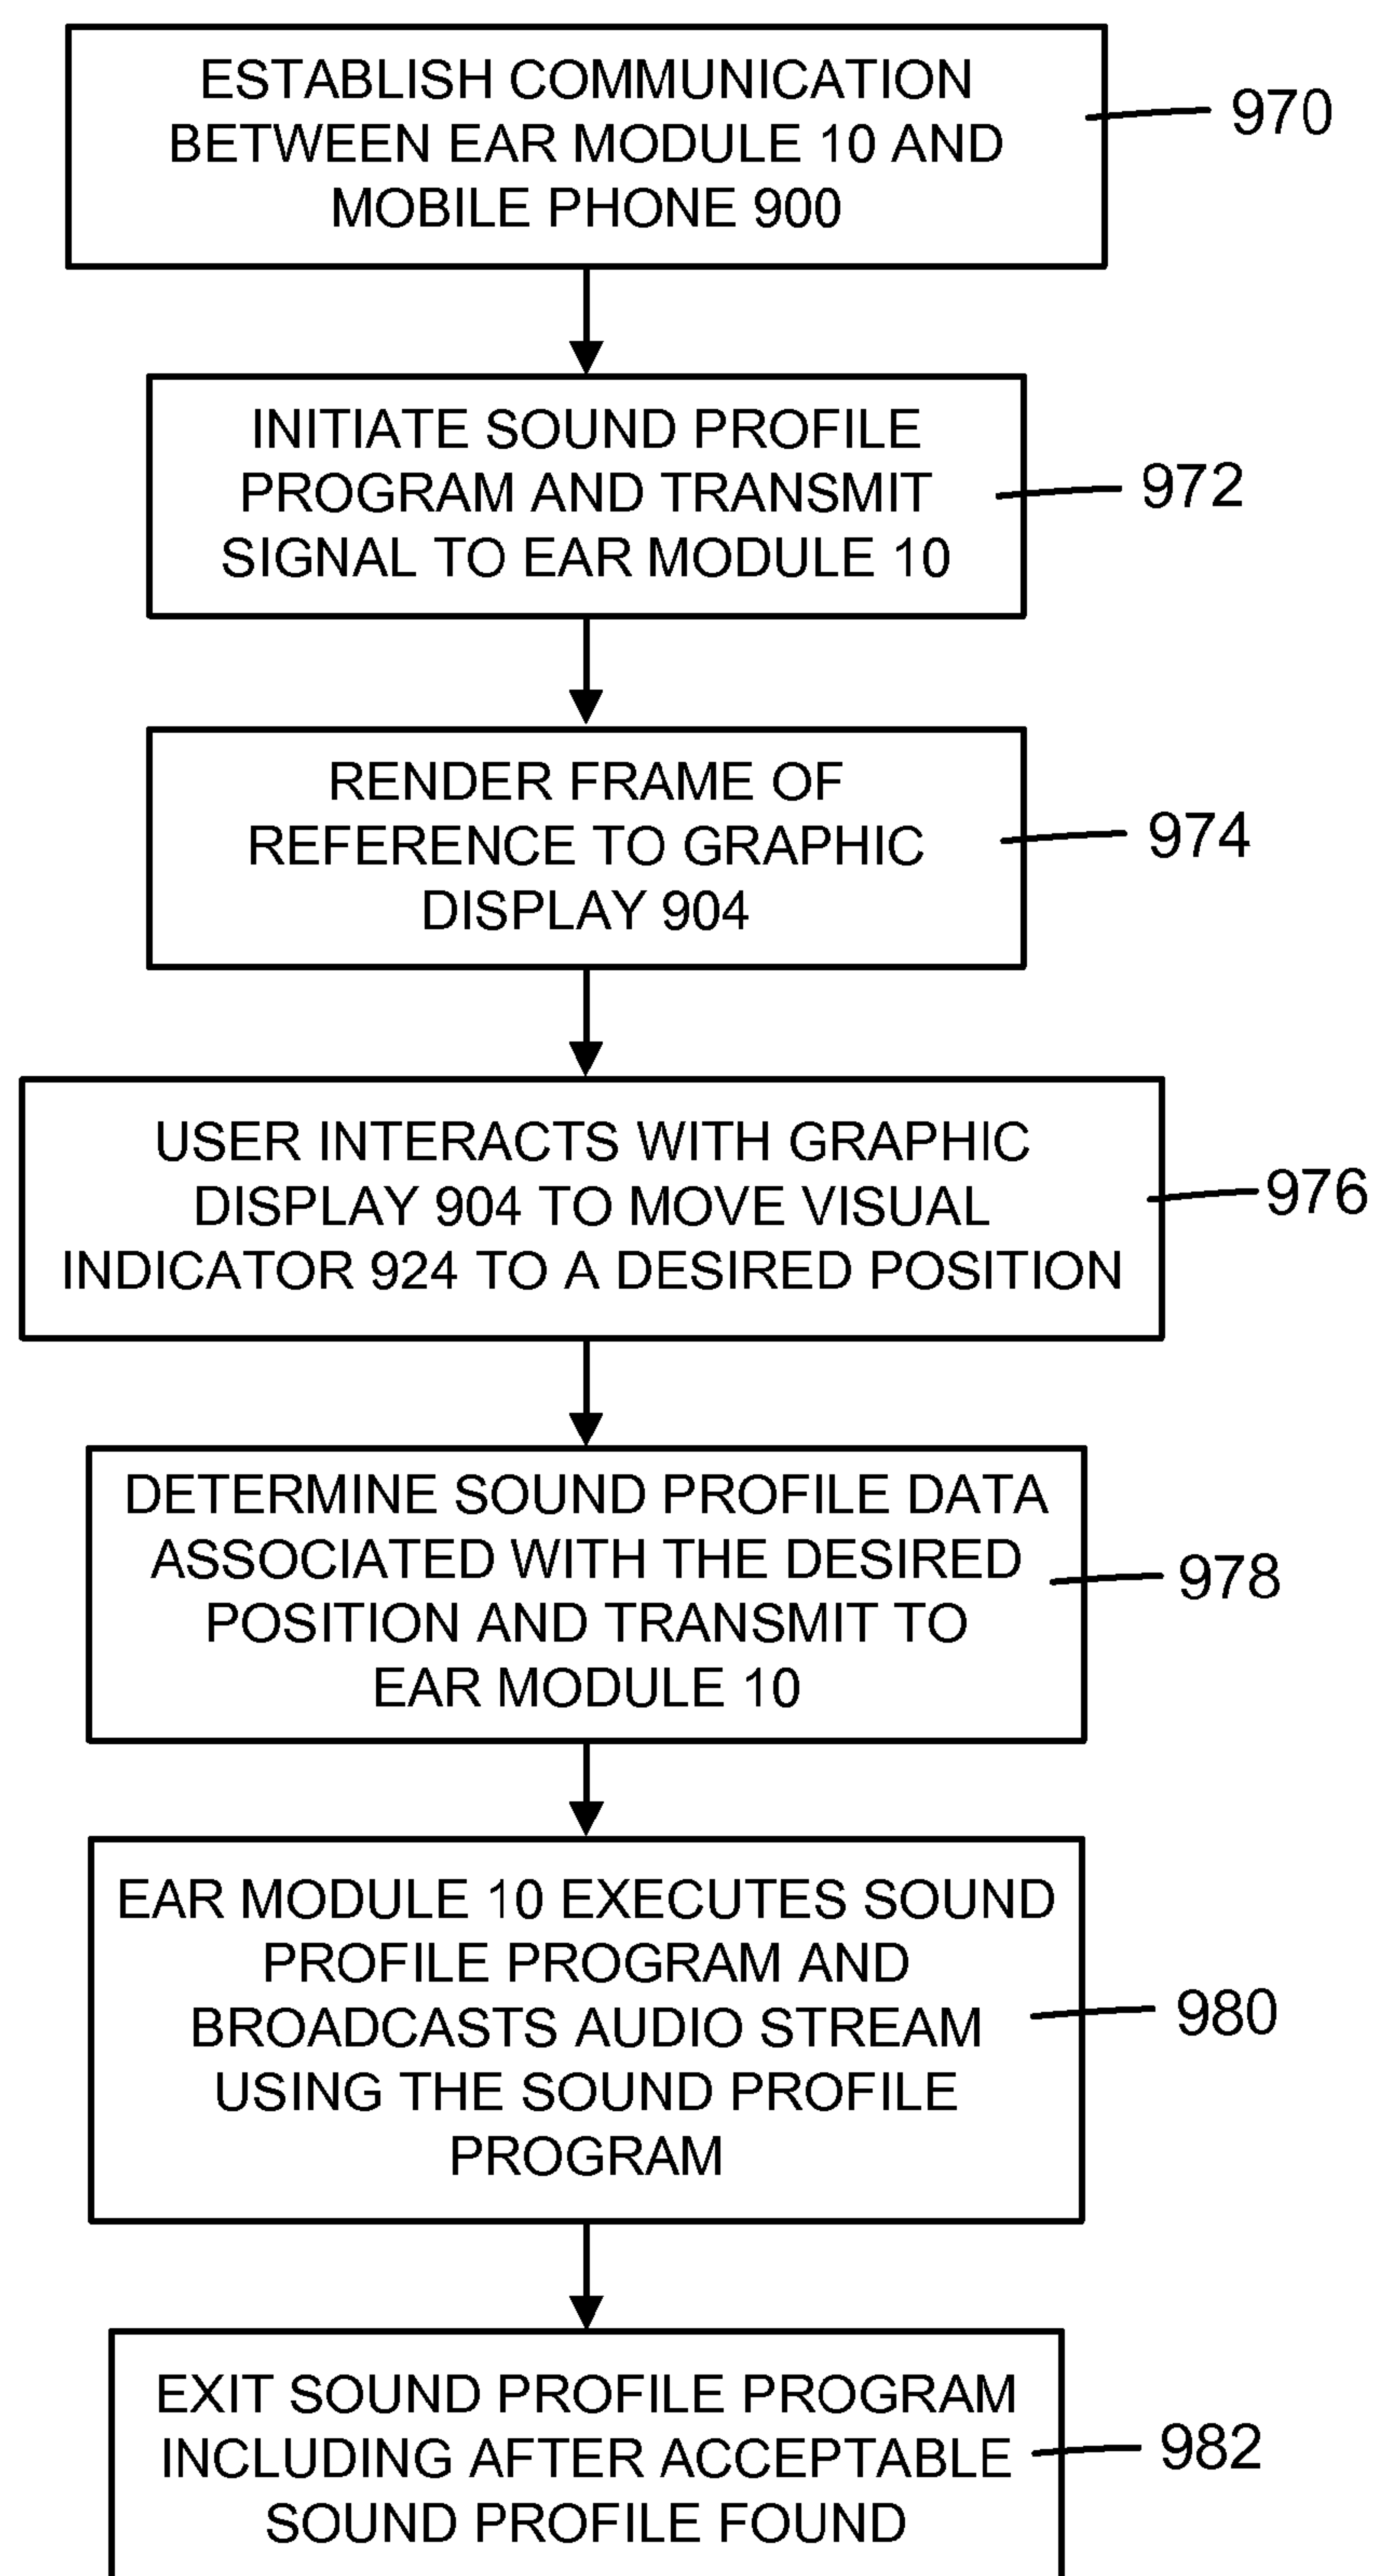 ESTABLISH COMMUNICATION
BETWEEN EAR MODULE 10 AND
MOBILE PHONE 900
970
INITIATE SOUND PROFILE
PROGRAM AND TRANSMIT
SIGNAL TO EAR MODULE 10
972
RENDER FRAME OF
REFERENCE TO GRAPHIC
DISPLAY 904
974
USER INTERACTS WITH GRAPHIC
DISPLAY 904 TO MOVE VISUAL
INDICATOR 924 TO A DESIRED POSITION
976
DETERMINE SOUND PROFILE DATA
ASSOCIATED WITH THE DESIRED
POSITION AND TRANSMIT TO
EAR MODULE 10
978
EAR MODULE 10 EXECUTES SOUND
PROFILE PROGRAM AND
BROADCASTS AUDIO STREAM
USING THE SOUND PROFILE
PROGRAM
980
EXIT SOUND PROFILE PROGRAM
INCLUDING AFTER ACCEPTABLE
SOUND PROFILE FOUND
982